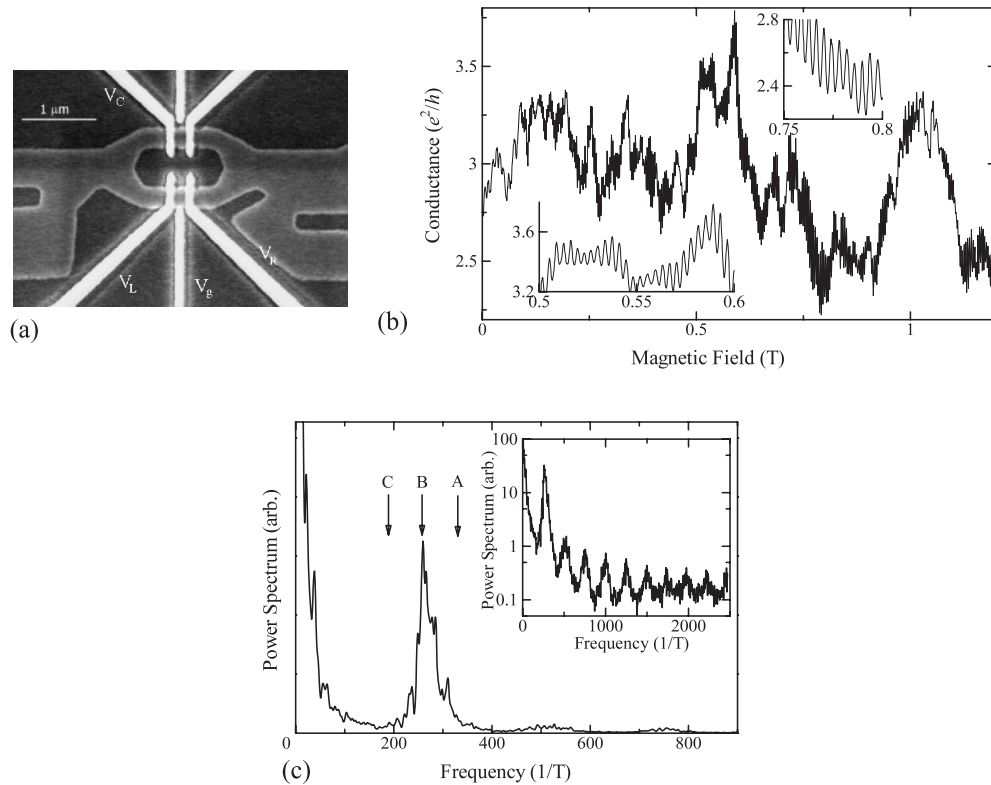 1 μm
V_C
V_L
V_g
V_R
(a)
Conductance (e²/h)
3.5
3.0
2.5
0
0.5
1
Magnetic Field (T)
2.8
2.4
0.75
0.8
3.6
3.2
0.5
0.55
0.6
(b)
Power Spectrum (arb.)
C B A
0 200 400 600 800
Frequency (1/T)
Power Spectrum (arb.)
100
10
1
0.1
0 1000 2000
Frequency (1/T)
(c)